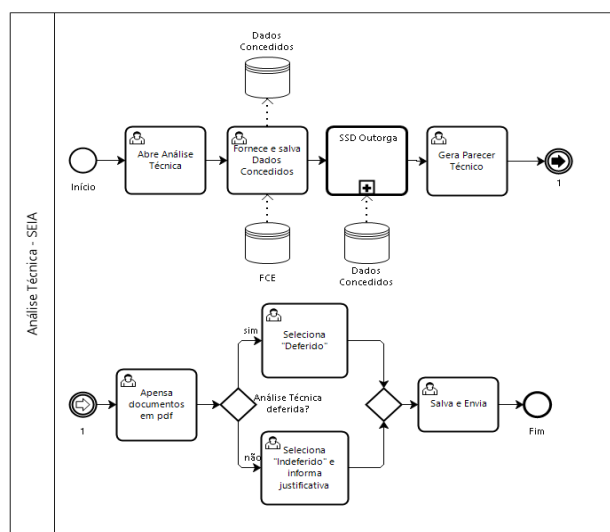 Análise Técnica - SEIA
Dados
Concedidos
Início
Abre Análise
Técnica
Fornece e salva
Dados
Concedidos
SSD Outorga
Gera Parecer
Técnico
1
FCE
Dados
Concedidos
1
Apensa
documentos
em pdf
sim
Análise Técnica
deferida?
não
Seleciona
"Deferido"
Seleciona
"Indeferido" e
informa
justificativa
Salva e Envia
Fim